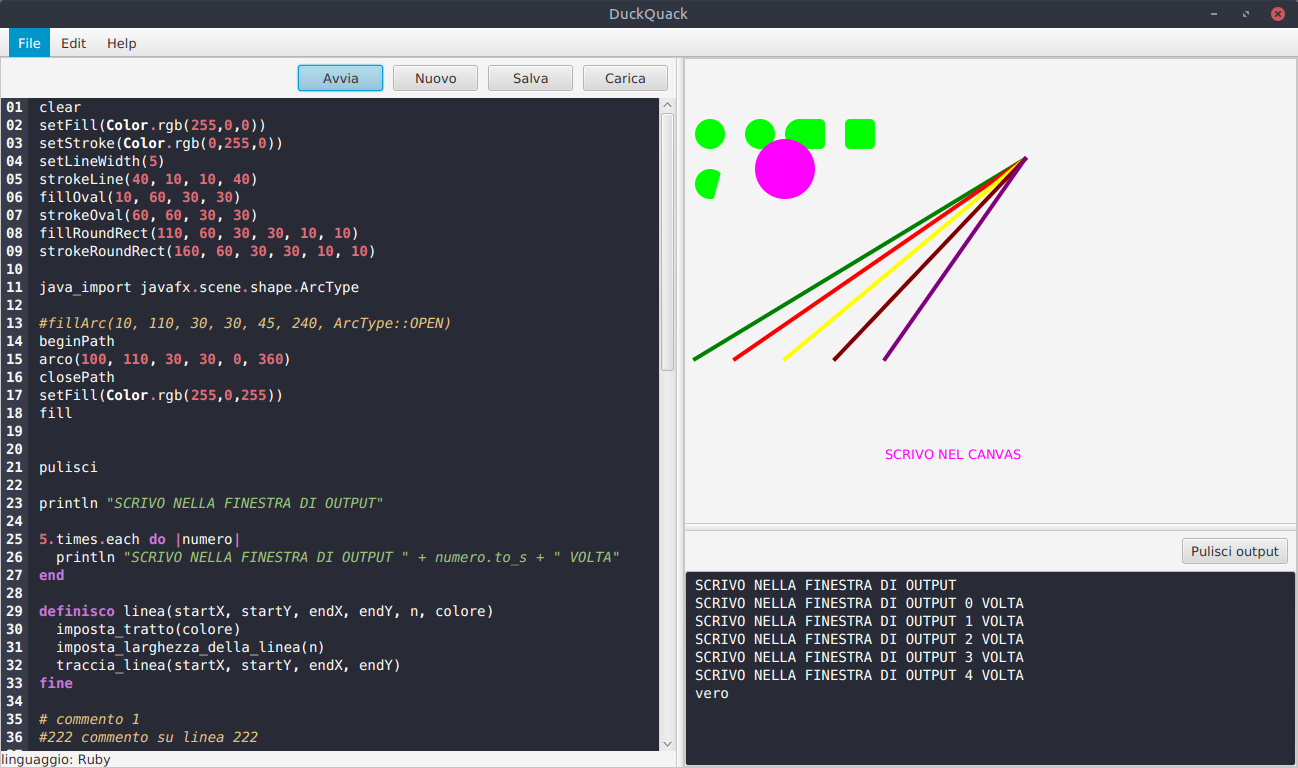 DuckQuack
File Edit Help
Avvia Nuovo Salva Carica
01 clear
02 setFill(Color.rgb(255,0,0))
03 setStroke(Color.rgb(0,255,0))
04 setLineWidth(5)
05 strokeLine(40, 10, 10, 40)
06 fillOval(10, 60, 30, 30)
07 strokeOval(60, 60, 30, 30)
08 fillRoundRect(110, 60, 30, 30, 10, 10)
09 strokeRoundRect(160, 60, 30, 30, 10, 10)
10
11 java_import javafx.scene.shape.ArcType
12
13 #fillArc(10, 110, 30, 30, 45, 240, ArcType::OPEN)
14 beginPath
15 arco(100, 110, 30, 30, 0, 360)
16 closePath
17 setFill(Color.rgb(255,0,255))
18 fill
19
20
21 pulisci
22
23 println "SCRIVO NELLA FINESTRA DI OUTPUT"
24
25 5.times.each do |numero|
26 println "SCRIVO NELLA FINESTRA DI OUTPUT " + numero.to_s + " VOLTA"
27 end
28
29 definisco linea(startX, startY, endX, endY, n, colore)
30 imposta_tratto(colore)
31 imposta_larghezza_della_linea(n)
32 traccia_linea(startX, startY, endX, endY)
33 fine
34
35 # commento 1
36 #222 commento su linea 222
linguaggio: Ruby
SCRIVO NEL CANVAS
Pulisci output
SCRIVO NELLA FINESTRA DI OUTPUT
SCRIVO NELLA FINESTRA DI OUTPUT 0 VOLTA
SCRIVO NELLA FINESTRA DI OUTPUT 1 VOLTA
SCRIVO NELLA FINESTRA DI OUTPUT 2 VOLTA
SCRIVO NELLA FINESTRA DI OUTPUT 3 VOLTA
SCRIVO NELLA FINESTRA DI OUTPUT 4 VOLTA
vero